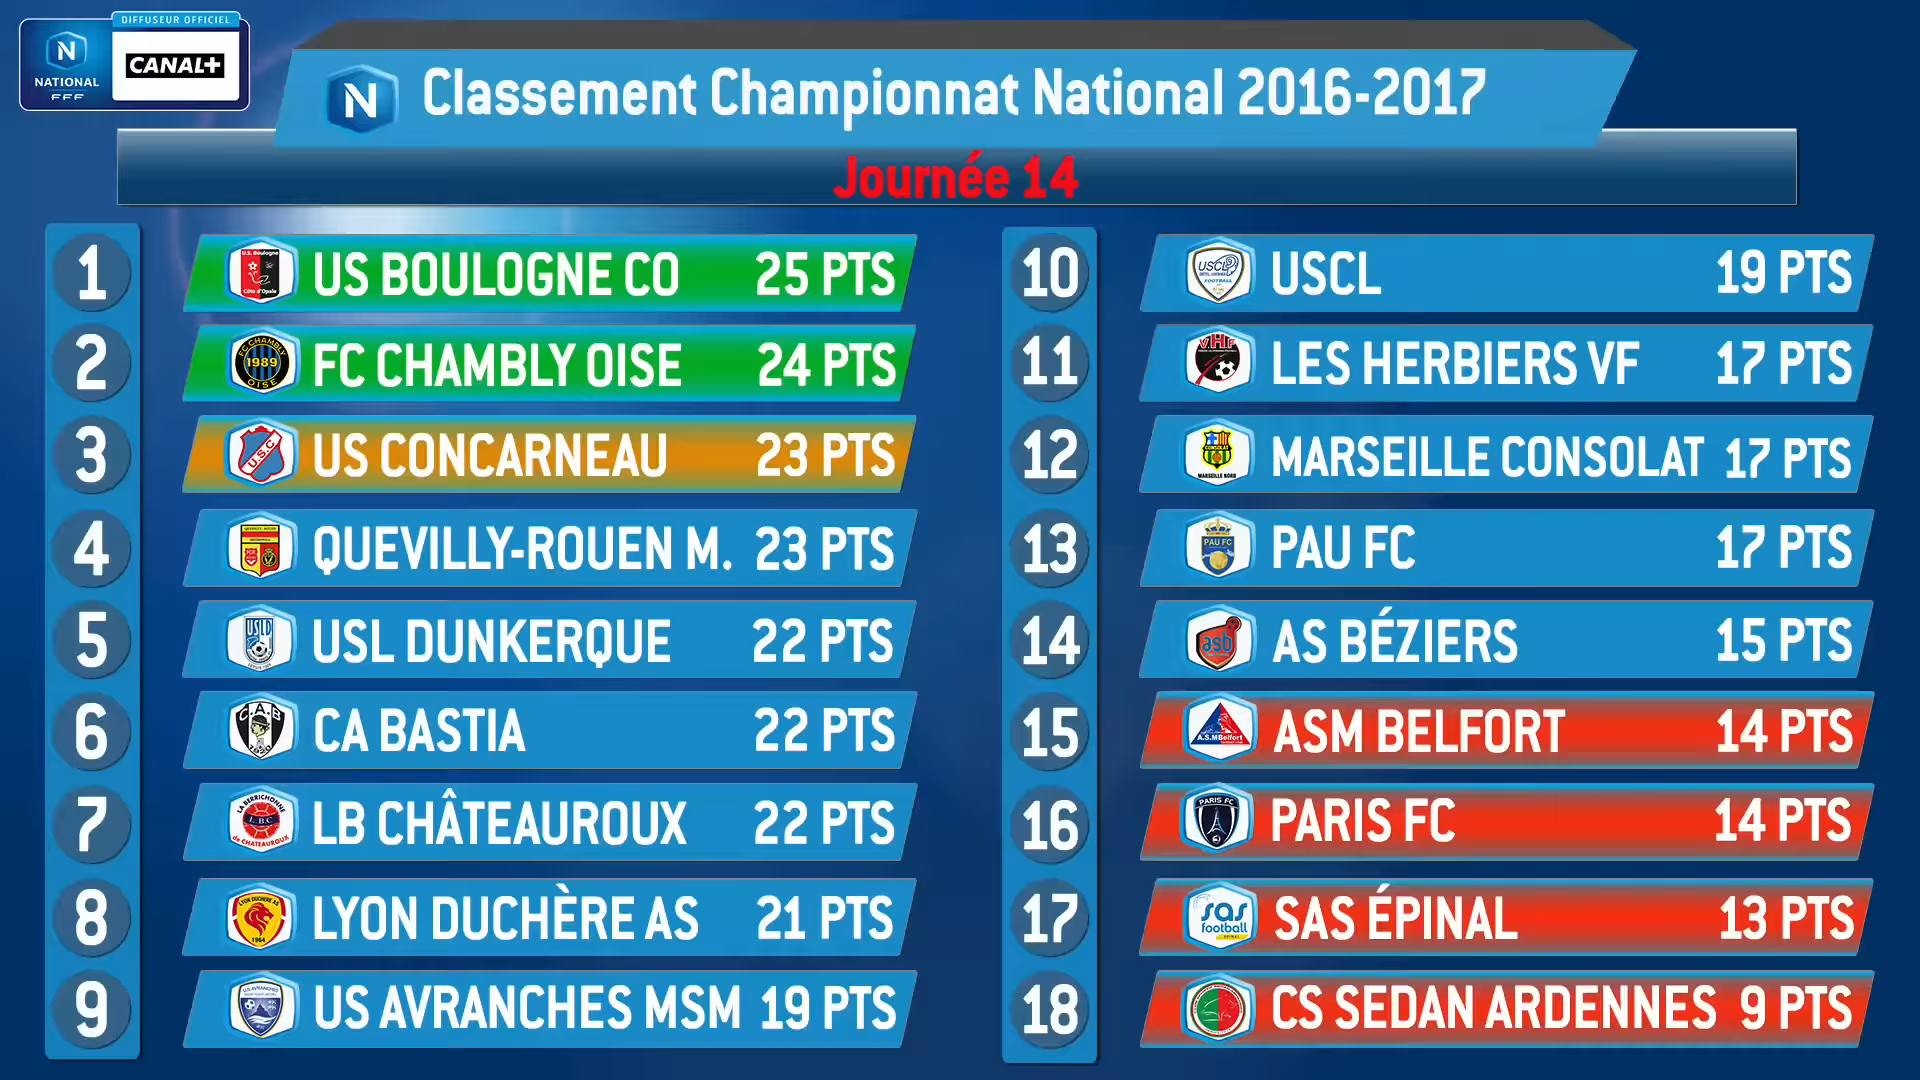 DIFFUSEUR OFFICIEL
N
NATIONAL
FFF
CANAL+
N Classement Championnat National 2016-2017
Journée 14
1 US BOULOGNE CO 25 PTS
2 FC CHAMBLY OISE 24 PTS
3 US CONCARNEAU 23 PTS
4 QUEVILLY-ROUEN M. 23 PTS
5 USL DUNKERQUE 22 PTS
6 CA BASTIA 22 PTS
7 LB CHÂTEAUROUX 22 PTS
8 LYON DUCHÈRE AS 21 PTS
9 US AVRANCHES MSM 19 PTS
10 USCL 19 PTS
11 LES HERBIERS VF 17 PTS
12 MARSEILLE CONSOLAT 17 PTS
13 PAU FC 17 PTS
14 AS BÉZIERS 15 PTS
15 ASM BELFORT 14 PTS
16 PARIS FC 14 PTS
17 SAS ÉPINAL 13 PTS
18 CS SEDAN ARDENNES 9 PTS